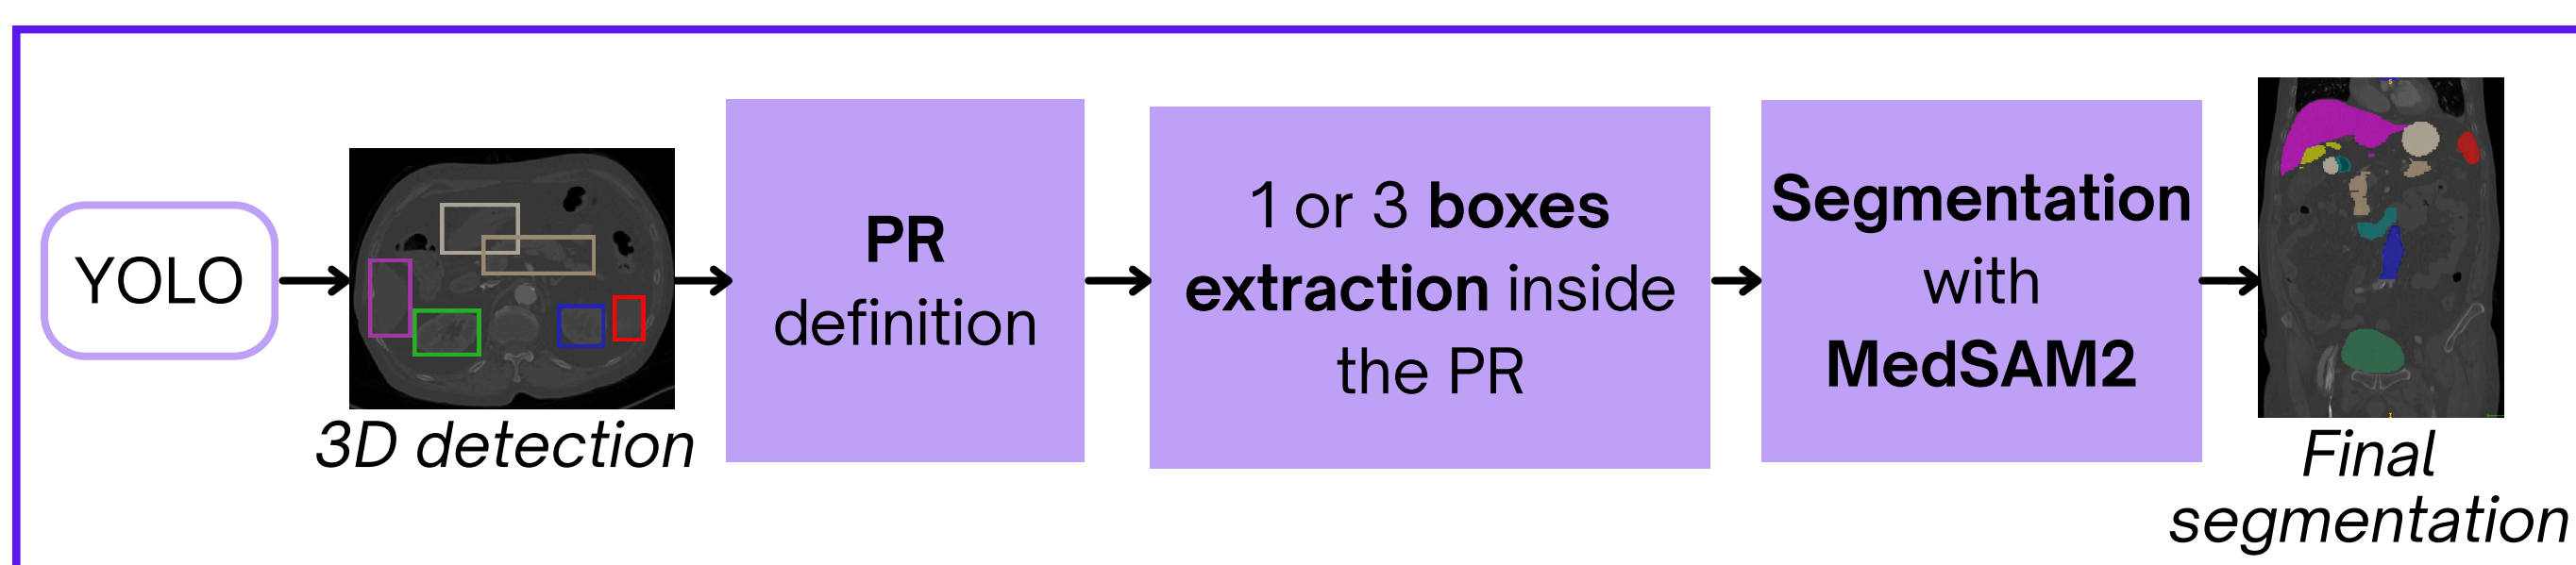 YOLO
3D detection
PR
definition
1 or 3 boxes
extraction inside
the PR
Segmentation
with
MedSAM2
Final
segmentation